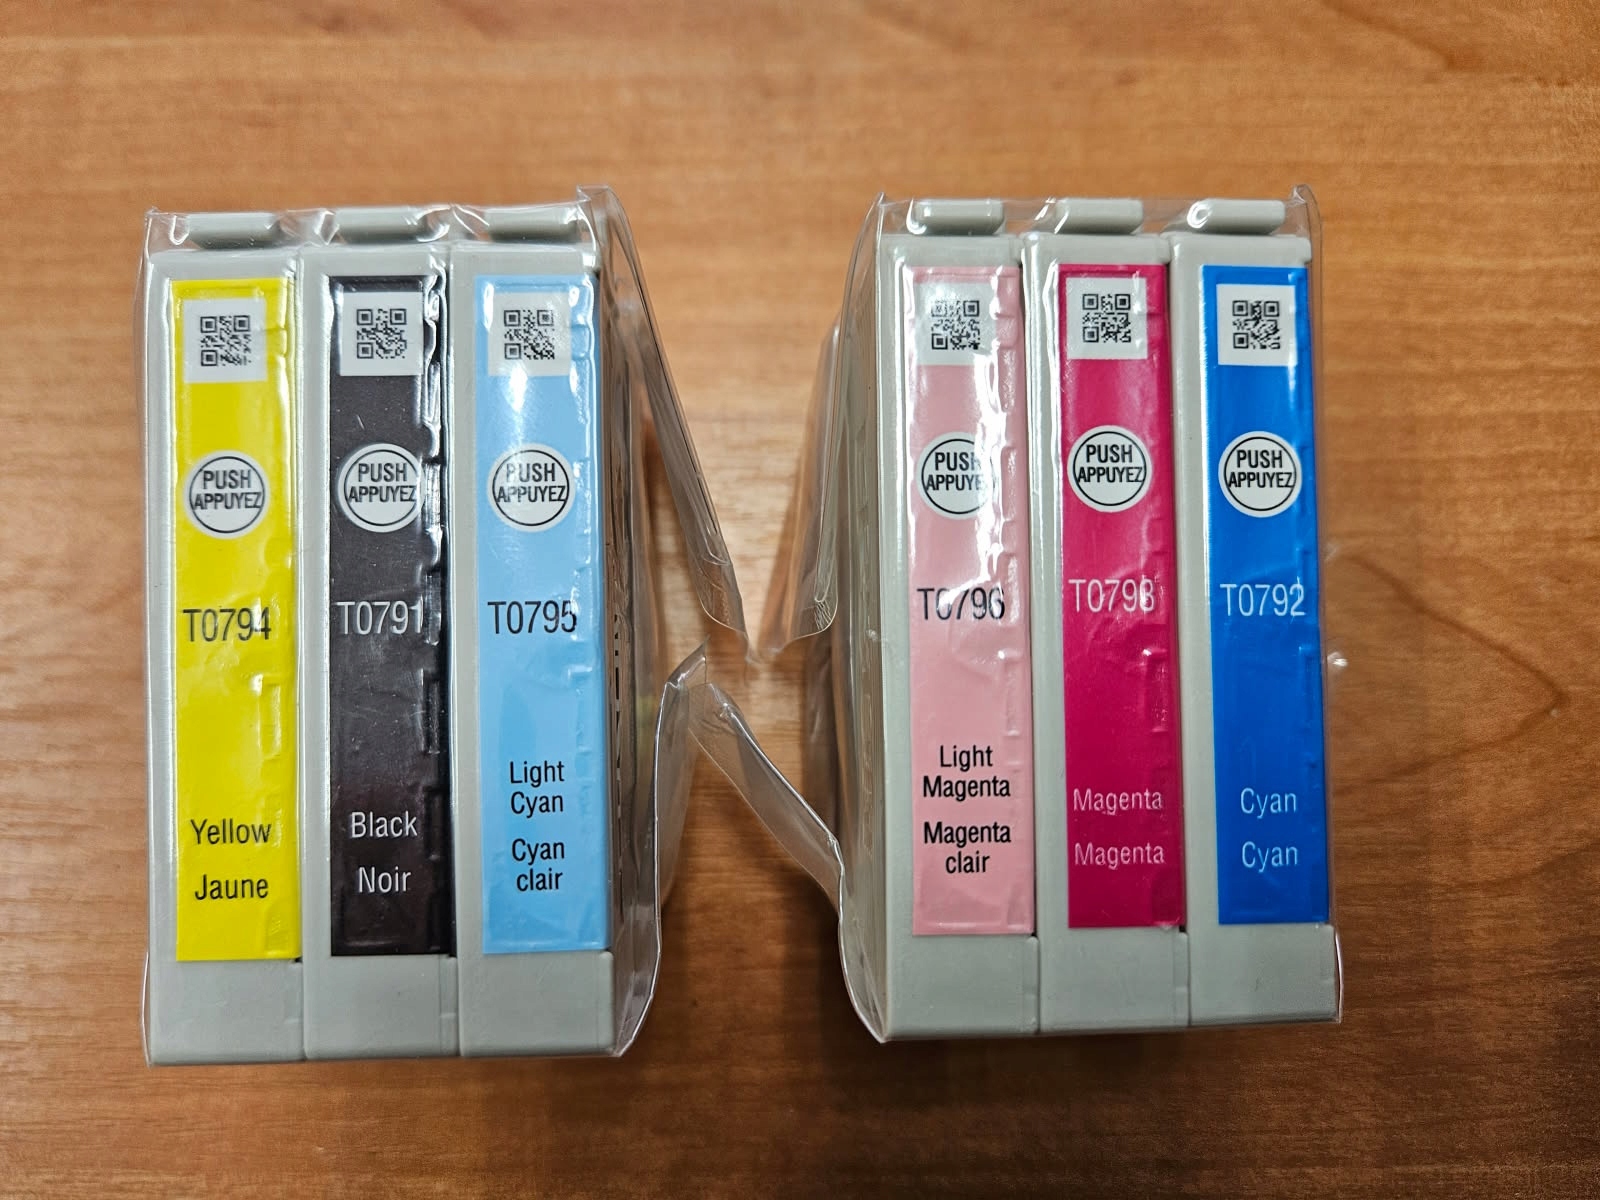 PUSH
APPUYEZ
T0794
Yellow
Jaune
PUSH
APPUYEZ
T0791
Black
Noir
PUSH
APPUYEZ
T0795
Light
Cyan
Cyan
clair
PUSH
APPUYEZ
T0796
Light
Magenta
Magenta
clair
PUSH
APPUYEZ
T0793
Magenta
Magenta
PUSH
APPUYEZ
T0792
Cyan
Cyan